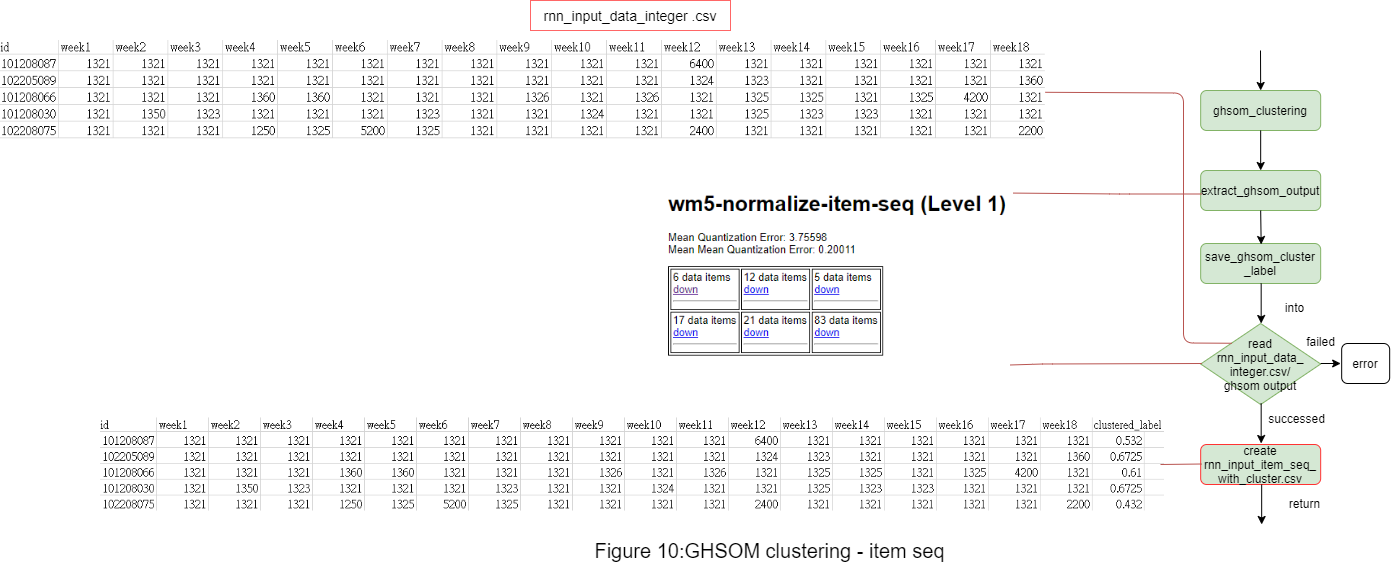 rnn_input_data_integer .csv
id week1 week2 week3 week4 week5 week6 week7 week8 week9 week10 week11 week12 week13 week14 week15 week16 week17 week18
101208087 1321 1321 1321 1321 1321 1321 1321 1321 1321 1321 1321 6400 1321 1321 1321 1321 1321 1321
102205089 1321 1321 1321 1321 1321 1321 1321 1321 1321 1321 1321 1324 1323 1321 1321 1321 1321 1360
101208066 1321 1321 1321 1360 1360 1321 1321 1321 1326 1321 1326 1321 1325 1325 1321 1325 4200 1321
101208030 1321 1350 1323 1321 1321 1321 1323 1321 1321 1324 1321 1321 1325 1323 1323 1321 1321 1321
102208075 1321 1321 1321 1250 1325 5200 1325 1321 1321 1321 1321 2400 1321 1321 1321 1321 1321 2200
ghsom_clustering
extract_ghsom_output
wm5-normalize-item-seq (Level 1)
Mean Quantization Error: 3.75598
Mean Mean Quantization Error: 0.20011
6 data items 12 data items 5 data items
down down down
17 data items 21 data items 83 data items
down down down
save_ghsom_cluster
_label
into
read
rnn_input_data_
integer.csv/
ghsom output
failed
error
successed
id week1 week2 week3 week4 week5 week6 week7 week8 week9 week10 week11 week12 week13 week14 week15 week16 week17 week18 clustered_label
101208087 1321 1321 1321 1321 1321 1321 1321 1321 1321 1321 1321 6400 1321 1321 1321 1321 1321 1321 0.532
102205089 1321 1321 1321 1321 1321 1321 1321 1321 1321 1321 1321 1324 1323 1321 1321 1321 1321 1360 0.6725
101208066 1321 1321 1321 1360 1360 1321 1321 1321 1326 1321 1326 1321 1325 1325 1321 1325 4200 1321 0.61
101208030 1321 1350 1323 1321 1321 1321 1323 1321 1321 1324 1321 1321 1325 1323 1323 1321 1321 1321 0.6725
102208075 1321 1321 1321 1250 1325 5200 1325 1321 1321 1321 1321 2400 1321 1321 1321 1321 1321 2200 0.432
create
rnn_input_item_seq_
with_cluster.csv
return
Figure 10:GHSOM clustering - item seq